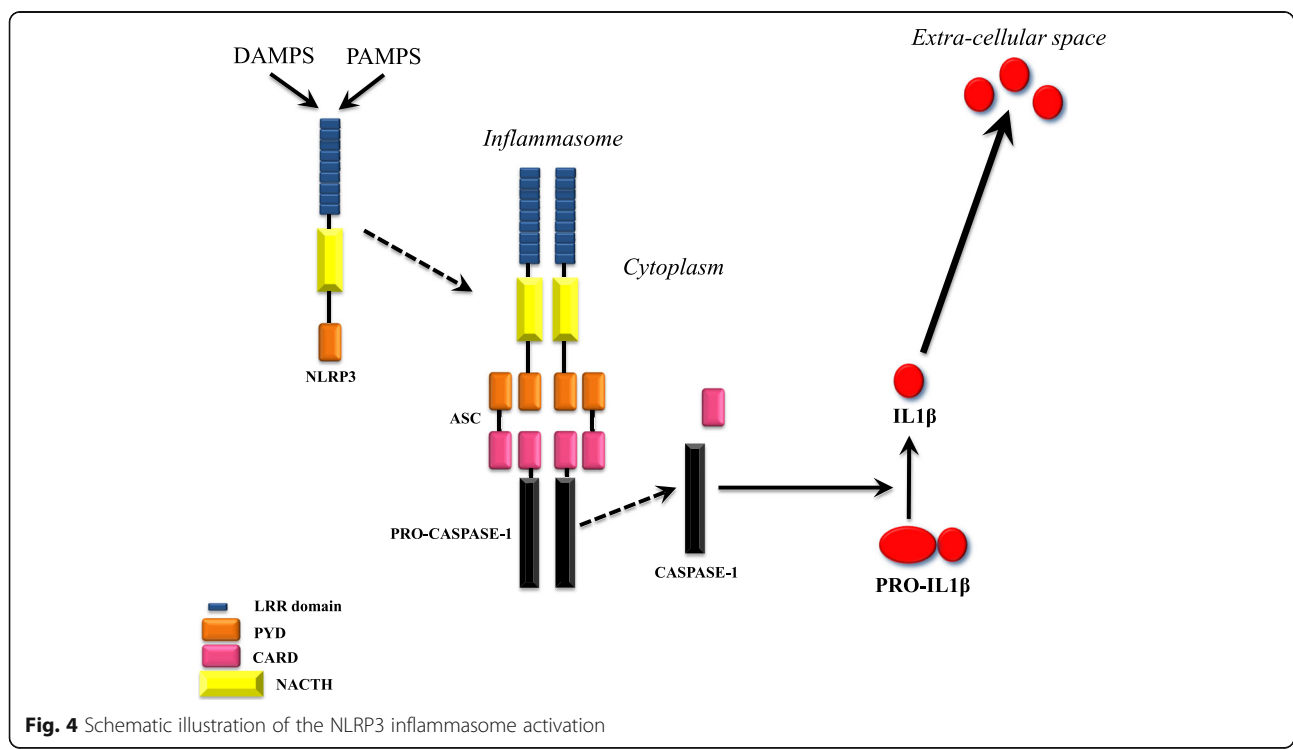 Extra-cellular space
DAMPS PAMPS
Inflammasome
Cytoplasm
NLRP3
ASC
IL1β
PRO-CASPASE-1
CASPASE-1
PRO-IL1β
LRR domain
PYD
CARD
NACTH
Fig. 4 Schematic illustration of the NLRP3 inflammasome activation